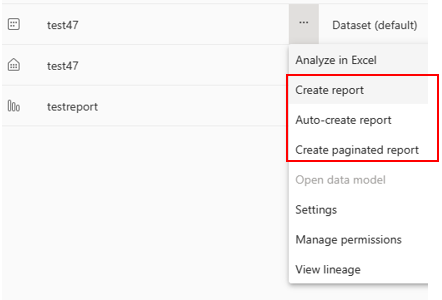 test47
... Dataset (default)
test47
testreport
Analyze in Excel
Create report
Auto-create report
Create paginated report
Open data model
Settings
Manage permissions
View lineage